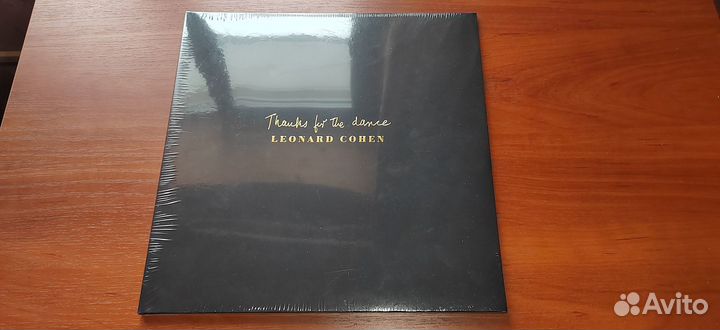 Thanks for the dance
LEONARD COHEN
Avito